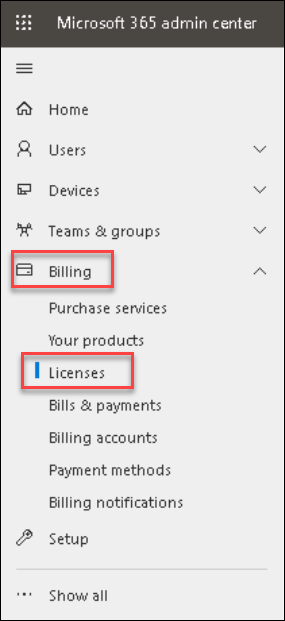 Microsoft 365 admin center
Home
Users
Devices
Teams & groups
Billing
Purchase services
Your products
Licenses
Bills & payments
Billing accounts
Payment methods
Billing notifications
Setup
Show all